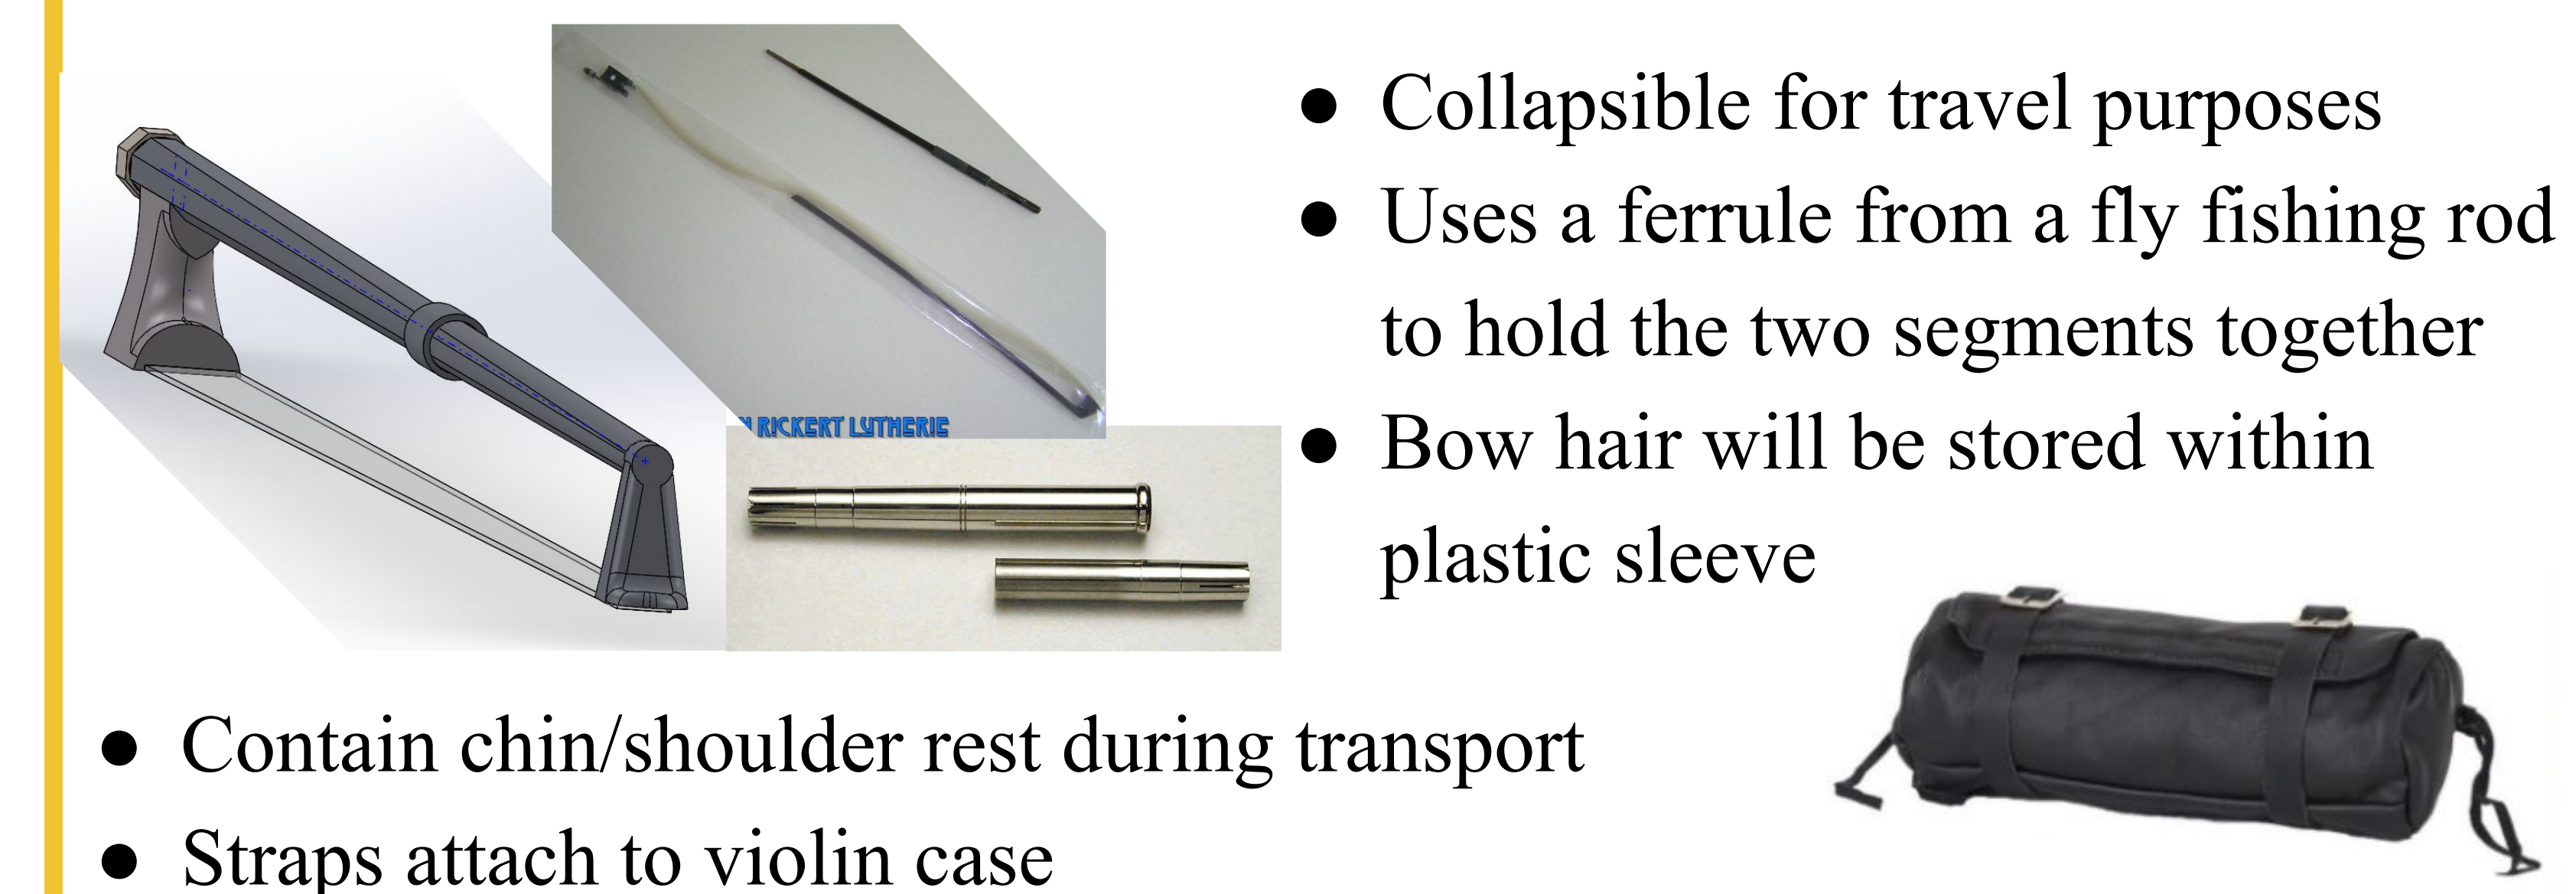 RICKERT LUTHERIE
● Collapsible for travel purposes
● Uses a ferrule from a fly fishing rod
to hold the two segments together
● Bow hair will be stored within
plastic sleeve
● Contain chin/shoulder rest during transport
● Straps attach to violin case